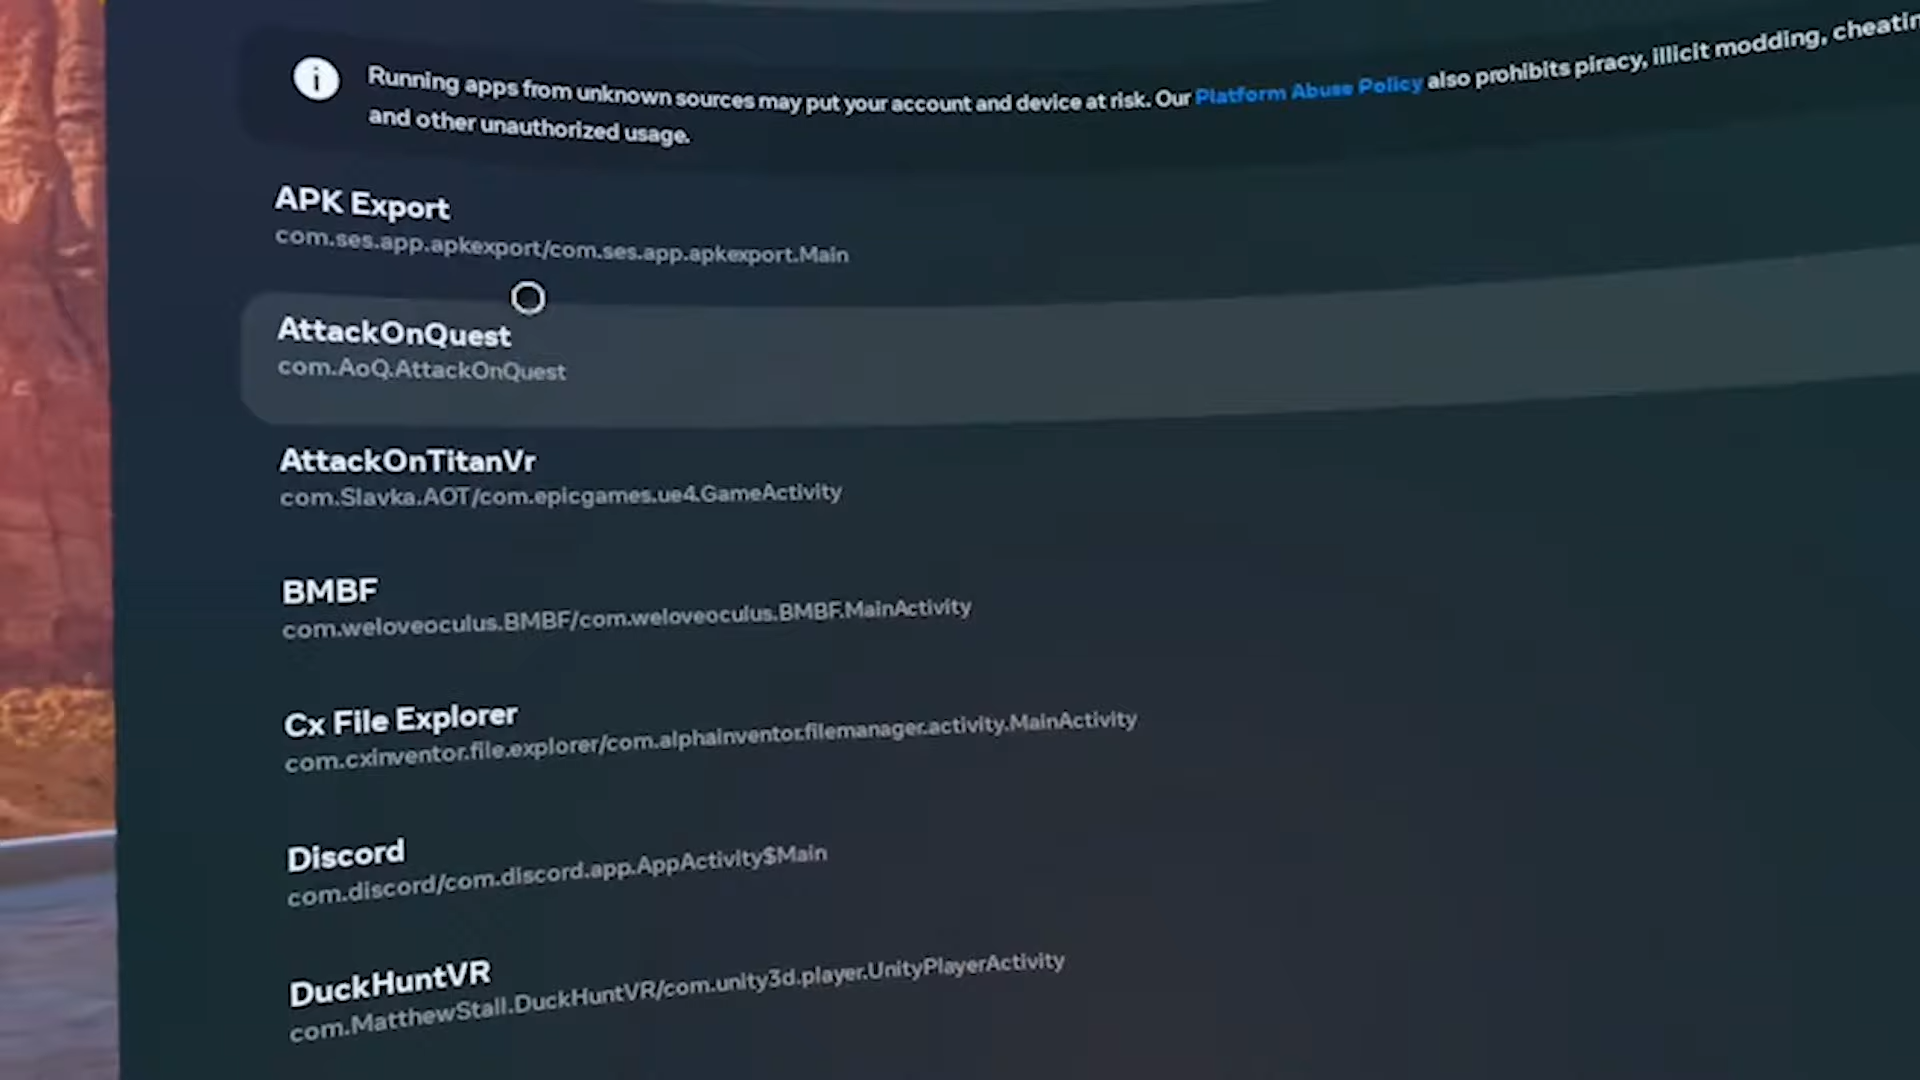 Running apps from unknown sources may put your account and device at risk. Our Platform Abuse Policy also prohibits piracy, illicit modding,
and other unauthorized usage.
APK Export
com.ses.app.apkexport/com.ses.app.apkexport.Main
AttackOnQuest
com.AoQ.AttackOnQuest
AttackOnTitanVr
com.Slavka.AOT/com.epicgames.ue4.GameActivity
BMBF
com.weloveoculus.BMBF/com.weloveoculus.BMBF.MainActivity
Cx File Explorer
com.cxinventor.file.explorer/com.alphainventor.filemanager.activity.MainActivity
Discord
com.discord/com.discord.app.AppActivity$Main
DuckHuntVR
com.MatthewStall.DuckHuntVR/com.unity3d.player.UnityPlayerActivity